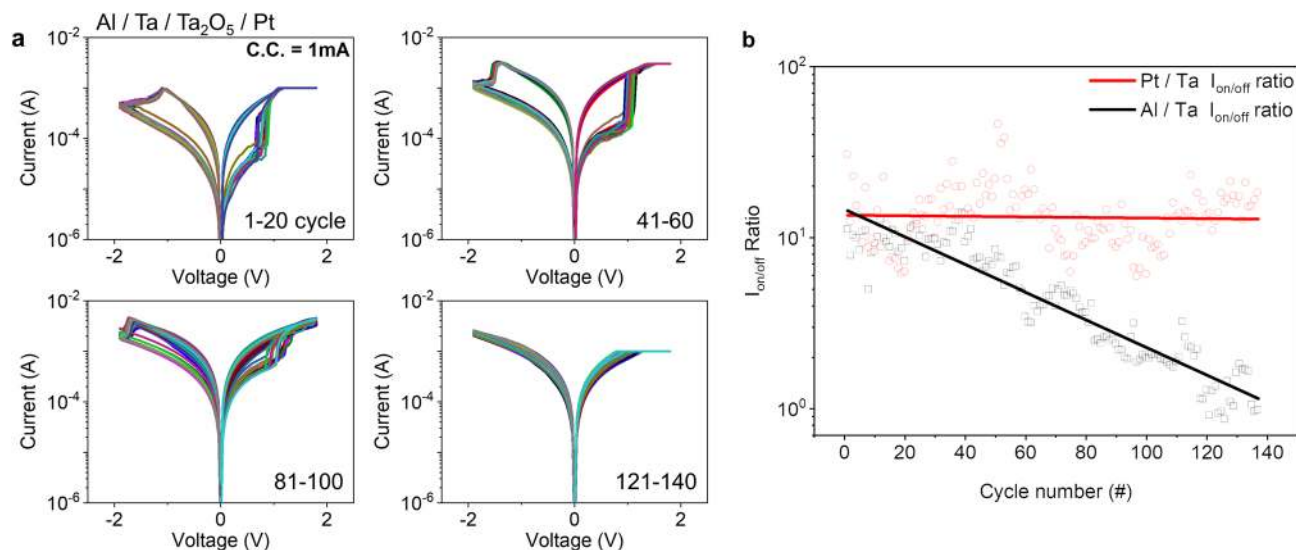 Al / Ta / Ta₂O₅ / Pt
a
C.C. = 1mA
10⁻²
10⁻⁴
10⁻⁶
Current (A)
-2
0
2
Voltage (V)
1-20 cycle
10⁻²
10⁻⁴
10⁻⁶
Current (A)
-2
0
2
Voltage (V)
41-60
10⁻²
10⁻⁴
10⁻⁶
Current (A)
-2
0
2
Voltage (V)
81-100
10⁻²
10⁻⁴
10⁻⁶
Current (A)
-2
0
2
Voltage (V)
121-140
b
Pt / Ta I on/off ratio
Al / Ta I on/off ratio
10²
10¹
10⁰
I on/off Ratio
0 20 40 60 80 100 120 140
Cycle number (#)